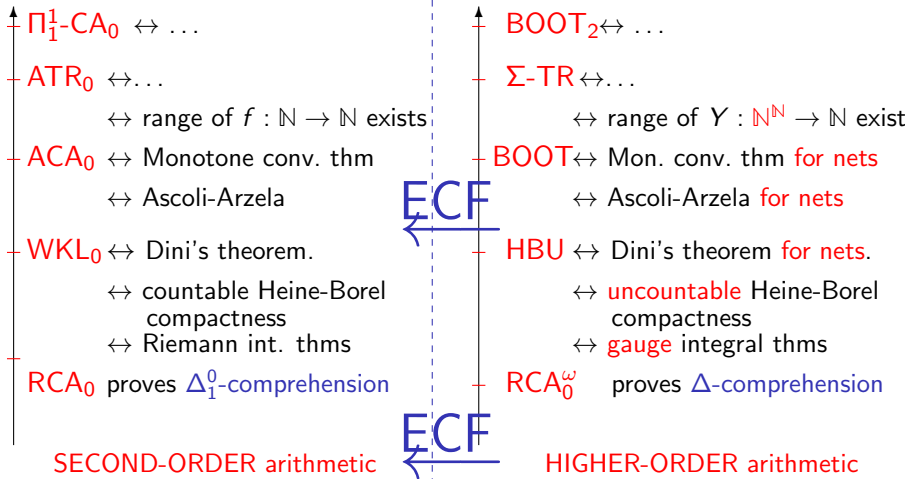 Π¹₁-CA₀ ↔ ...
ATR₀ ↔...
↔ range of f : ℕ → ℕ exists
ACA₀ ↔ Monotone conv. thm
↔ Ascoli-Arzela
WKL₀ ↔ Dini's theorem.
↔ countable Heine-Borel
compactness
↔ Riemann int. thms
RCA₀ proves Δ⁰₁-comprehension
SECOND-ORDER arithmetic
ECF
ECF
BOOT₂ ↔ ...
Σ-TR ↔...
↔ range of Y : ℕ^ℕ → ℕ exist
BOOT ↔ Mon. conv. thm for nets
↔ Ascoli-Arzela for nets
HBU ↔ Dini's theorem for nets.
↔ uncountable Heine-Borel
compactness
↔ gauge integral thms
RCA₀^ω proves Δ-comprehension
HIGHER-ORDER arithmetic